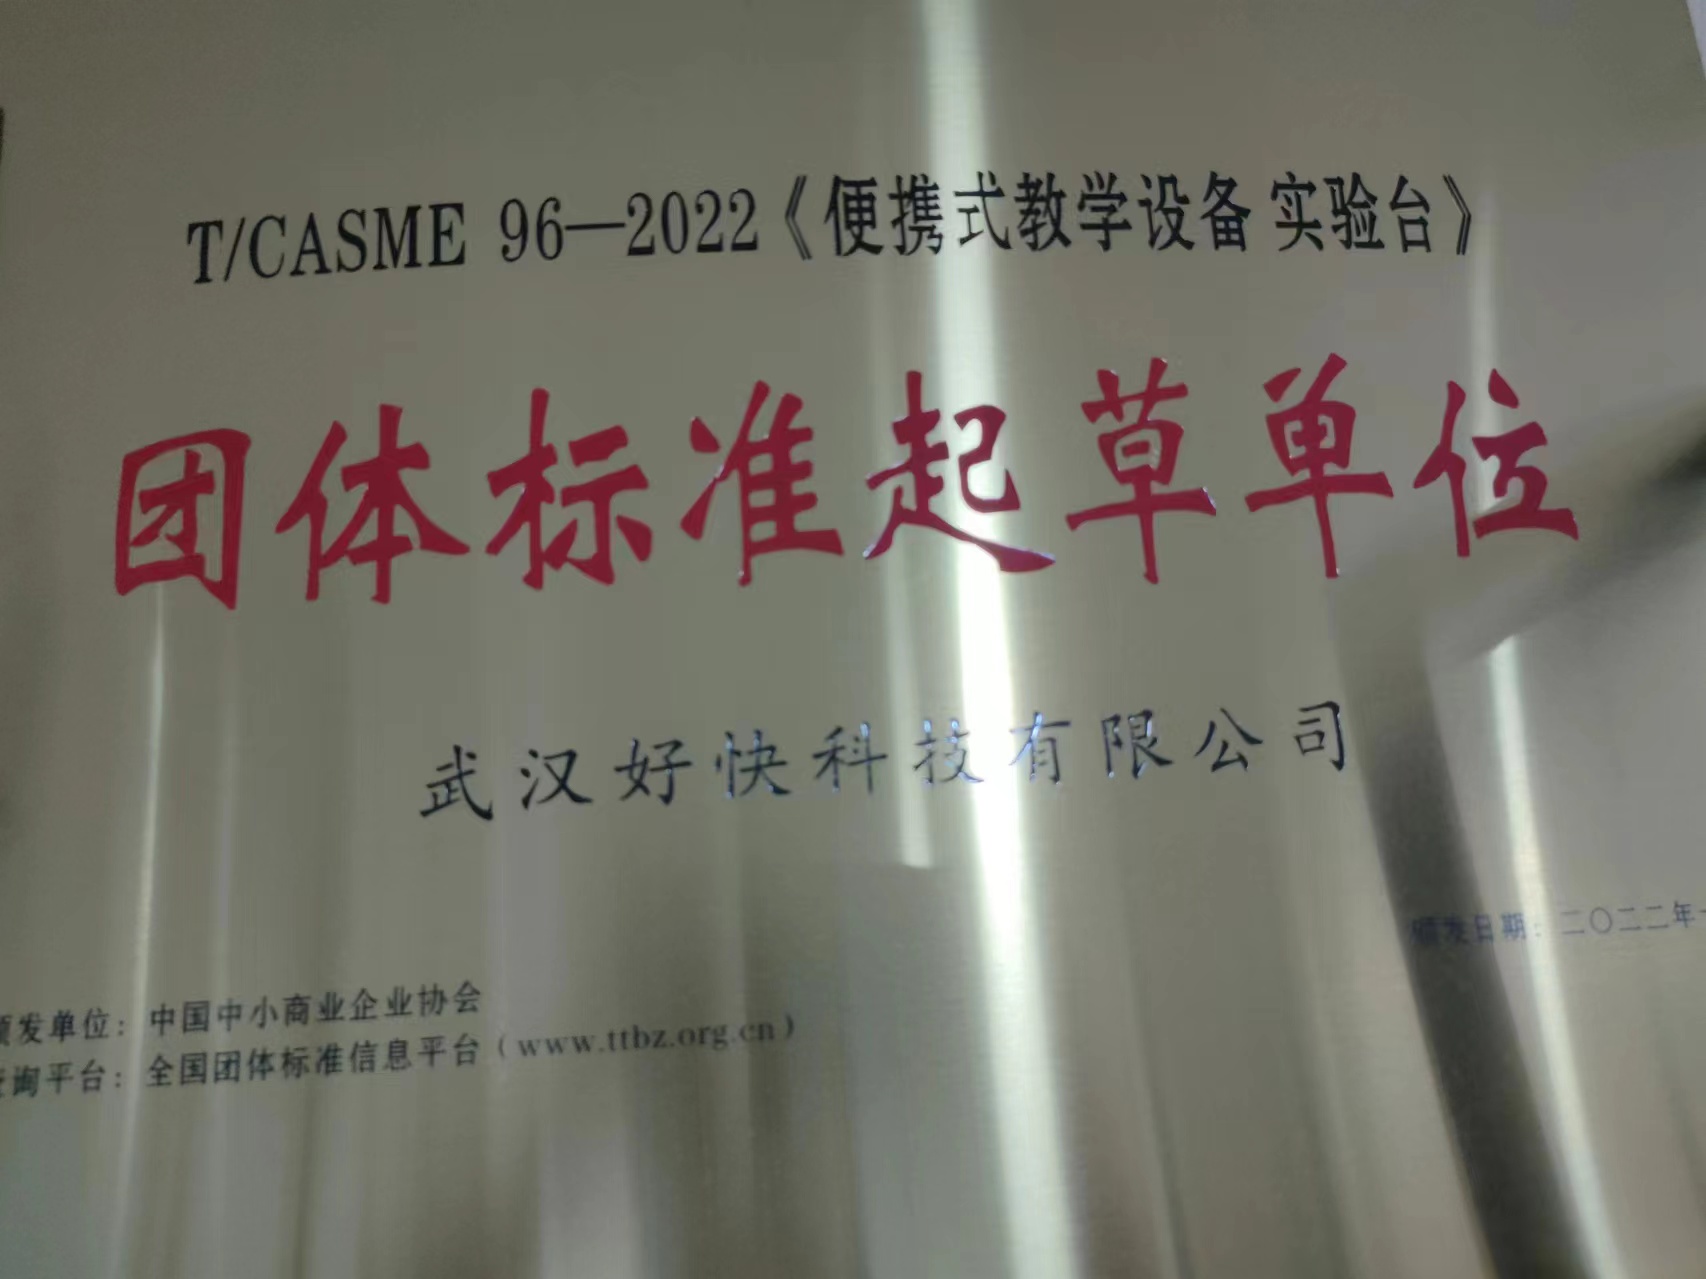 T/CASME 96—2022《便携式教学设备 实验台》
团体标准起草单位
武汉好快科技有限公司
颁发日期：二〇二二年
颁发单位：中国中小商业企业协会
查询平台：全国团体标准信息平台（www.ttbz.org.cn）